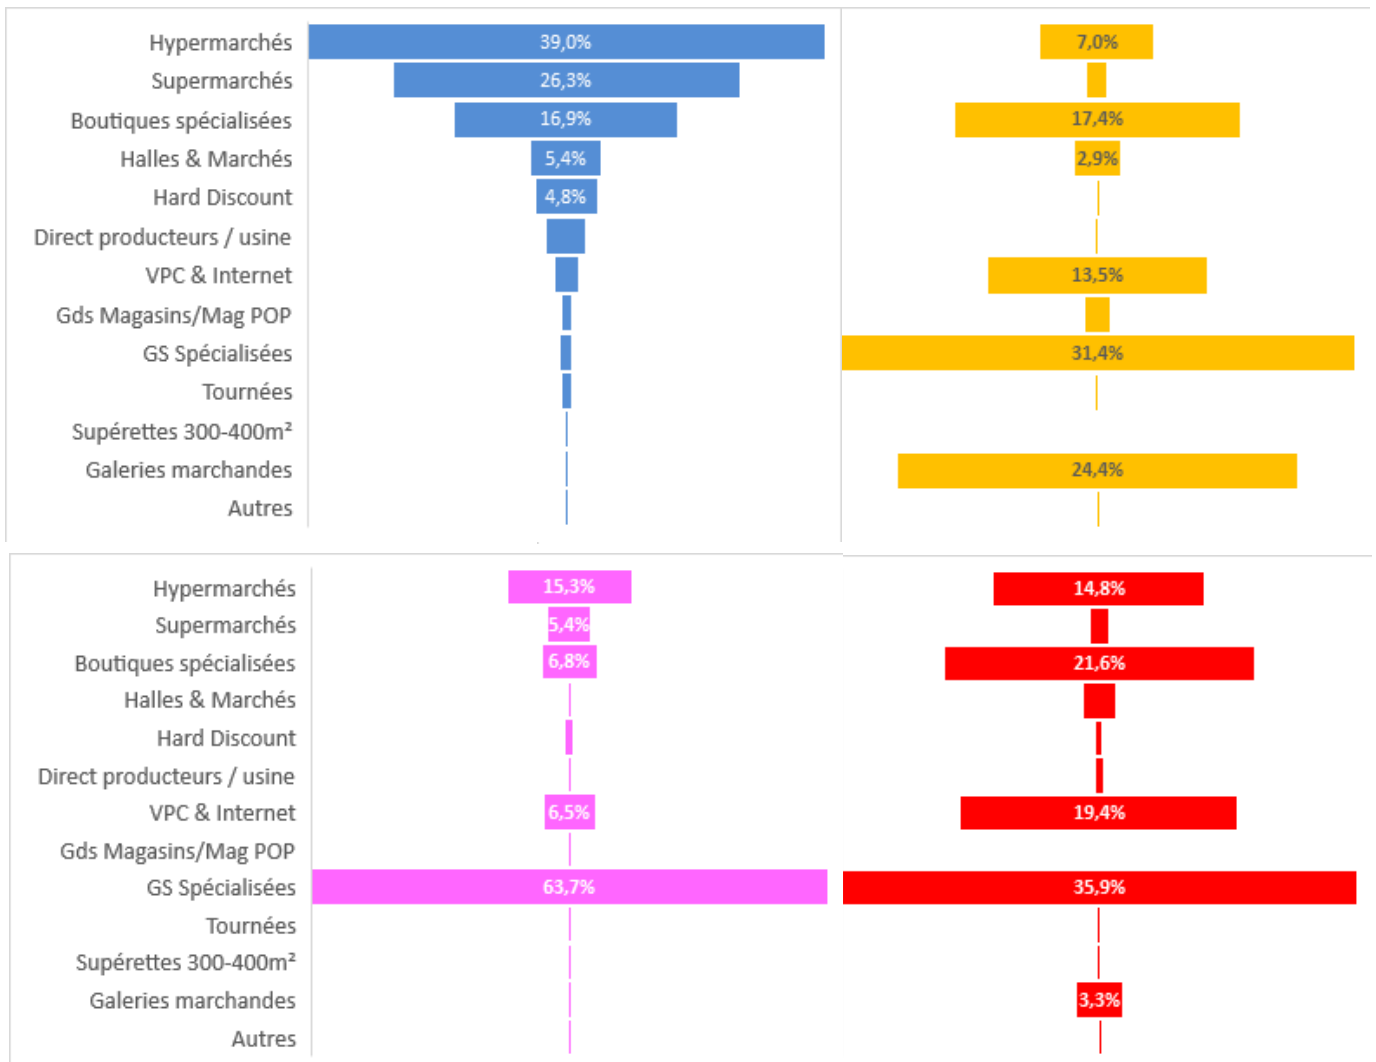 Hypermarchés 39,0% 7,0%
Supermarchés 26,3%
Boutiques spécialisées 16,9% 17,4%
Halles & Marchés 5,4% 2,9%
Hard Discount 4,8%
Direct producteurs / usine
VPC & Internet 13,5%
Gds Magasins/Mag POP
GS Spécialisées 31,4%
Tournées
Supérettes 300-400m²
Galeries marchandes 24,4%
Autres
Hypermarchés 15,3% 14,8%
Supermarchés 5,4%
Boutiques spécialisées 6,8% 21,6%
Halles & Marchés
Hard Discount
Direct producteurs / usine
VPC & Internet 6,5% 19,4%
Gds Magasins/Mag POP
GS Spécialisées 63,7% 35,9%
Tournées
Supérettes 300-400m²
Galeries marchandes 3,3%
Autres